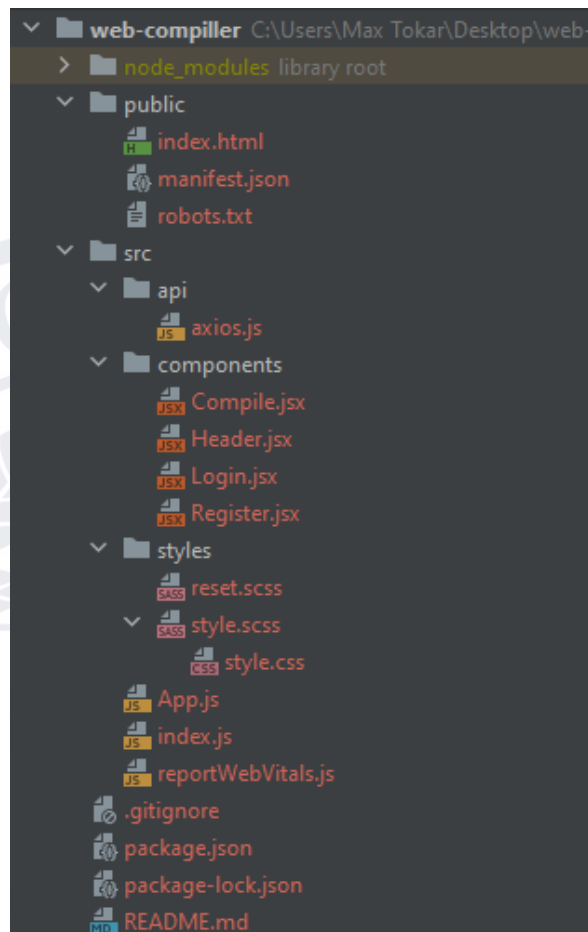 web-compiller C:\Users\Max Tokar\Desktop\web-
node_modules library root
public
index.html
manifest.json
robots.txt
src
api
axios.js
components
Compile.jsx
Header.jsx
Login.jsx
Register.jsx
styles
reset.scss
style.scss
style.css
App.js
index.js
reportWebVitals.js
.gitignore
package.json
package-lock.json
README.md